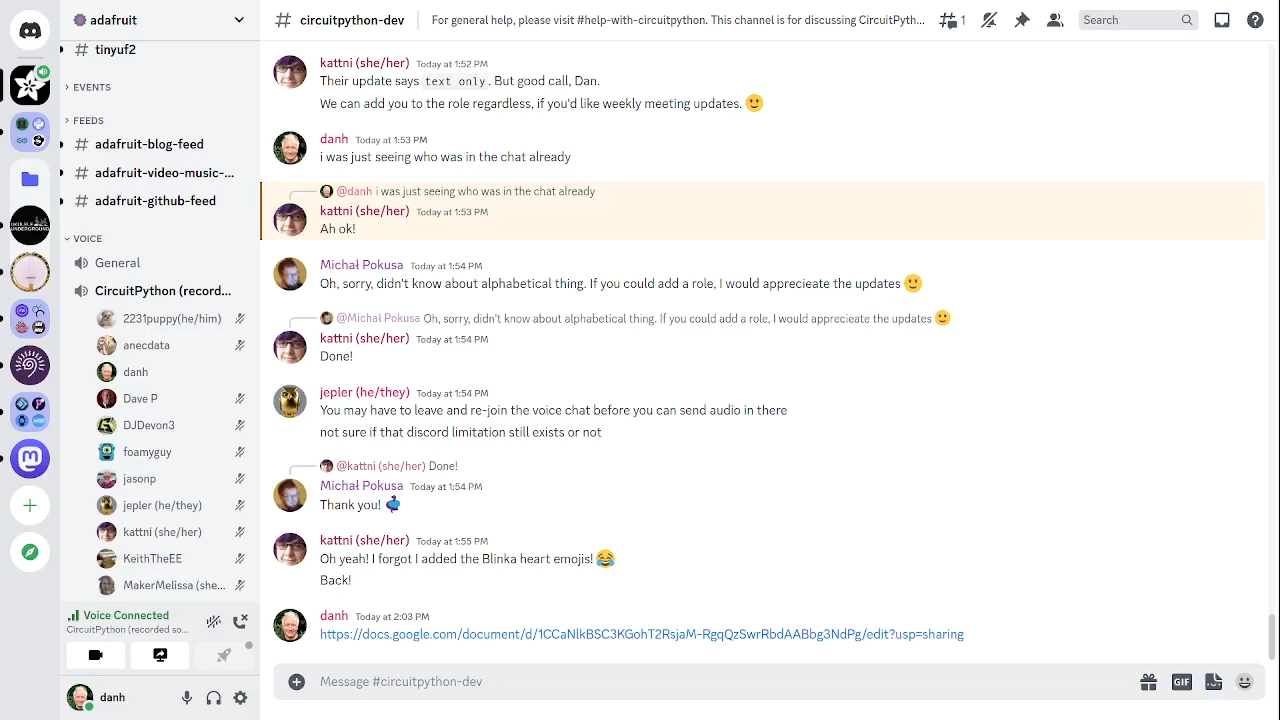 adafruit
tinyuf2
EVENTS
FEEDS
adafruit-blog-feed
adafruit-video-music-...
adafruit-github-feed
VOICE
General
CircuitPython (record...
2231puppy(he/him)
anecdata
danh
Dave P
DJDevon3
foamyguy
jasonp
jepler (he/they)
kattni (she/her)
KeithTheEE
MakerMelissa (she...
Voice Connected
CircuitPython (recorded so...
danh
circuitpython-dev
For general help, please visit #help-with-circuitpython. This channel is for discussing CircuitPyth...
1
Search
kattni (she/her) Today at 1:52 PM
Their update says text only. But good call, Dan.
We can add you to the role regardless, if you'd like weekly meeting updates.
danh Today at 1:53 PM
i was just seeing who was in the chat already
@danh i was just seeing who was in the chat already
kattni (she/her) Today at 1:53 PM
Ah ok!
Michał Pokusa Today at 1:54 PM
Oh, sorry, didn't know about alphabetical thing. If you could add a role, I would apprecieate the updates
@Michał Pokusa Oh, sorry, didn't know about alphabetical thing. If you could add a role, I would apprecieate the updates
kattni (she/her) Today at 1:54 PM
Done!
jepler (he/they) Today at 1:54 PM
You may have to leave and re-join the voice chat before you can send audio in there
not sure if that discord limitation still exists or not
@kattni (she/her) Done!
Michał Pokusa Today at 1:54 PM
Thank you!
kattni (she/her) Today at 1:55 PM
Oh yeah! I forgot I added the Blinka heart emojis!
Back!
danh Today at 2:03 PM
https://docs.google.com/document/d/1CCaNlkBSC3KGohT2RsjaM-RgqQzSwrRbdAABbg3NdPg/edit?usp=sharing
Message #circuitpython-dev
GIF